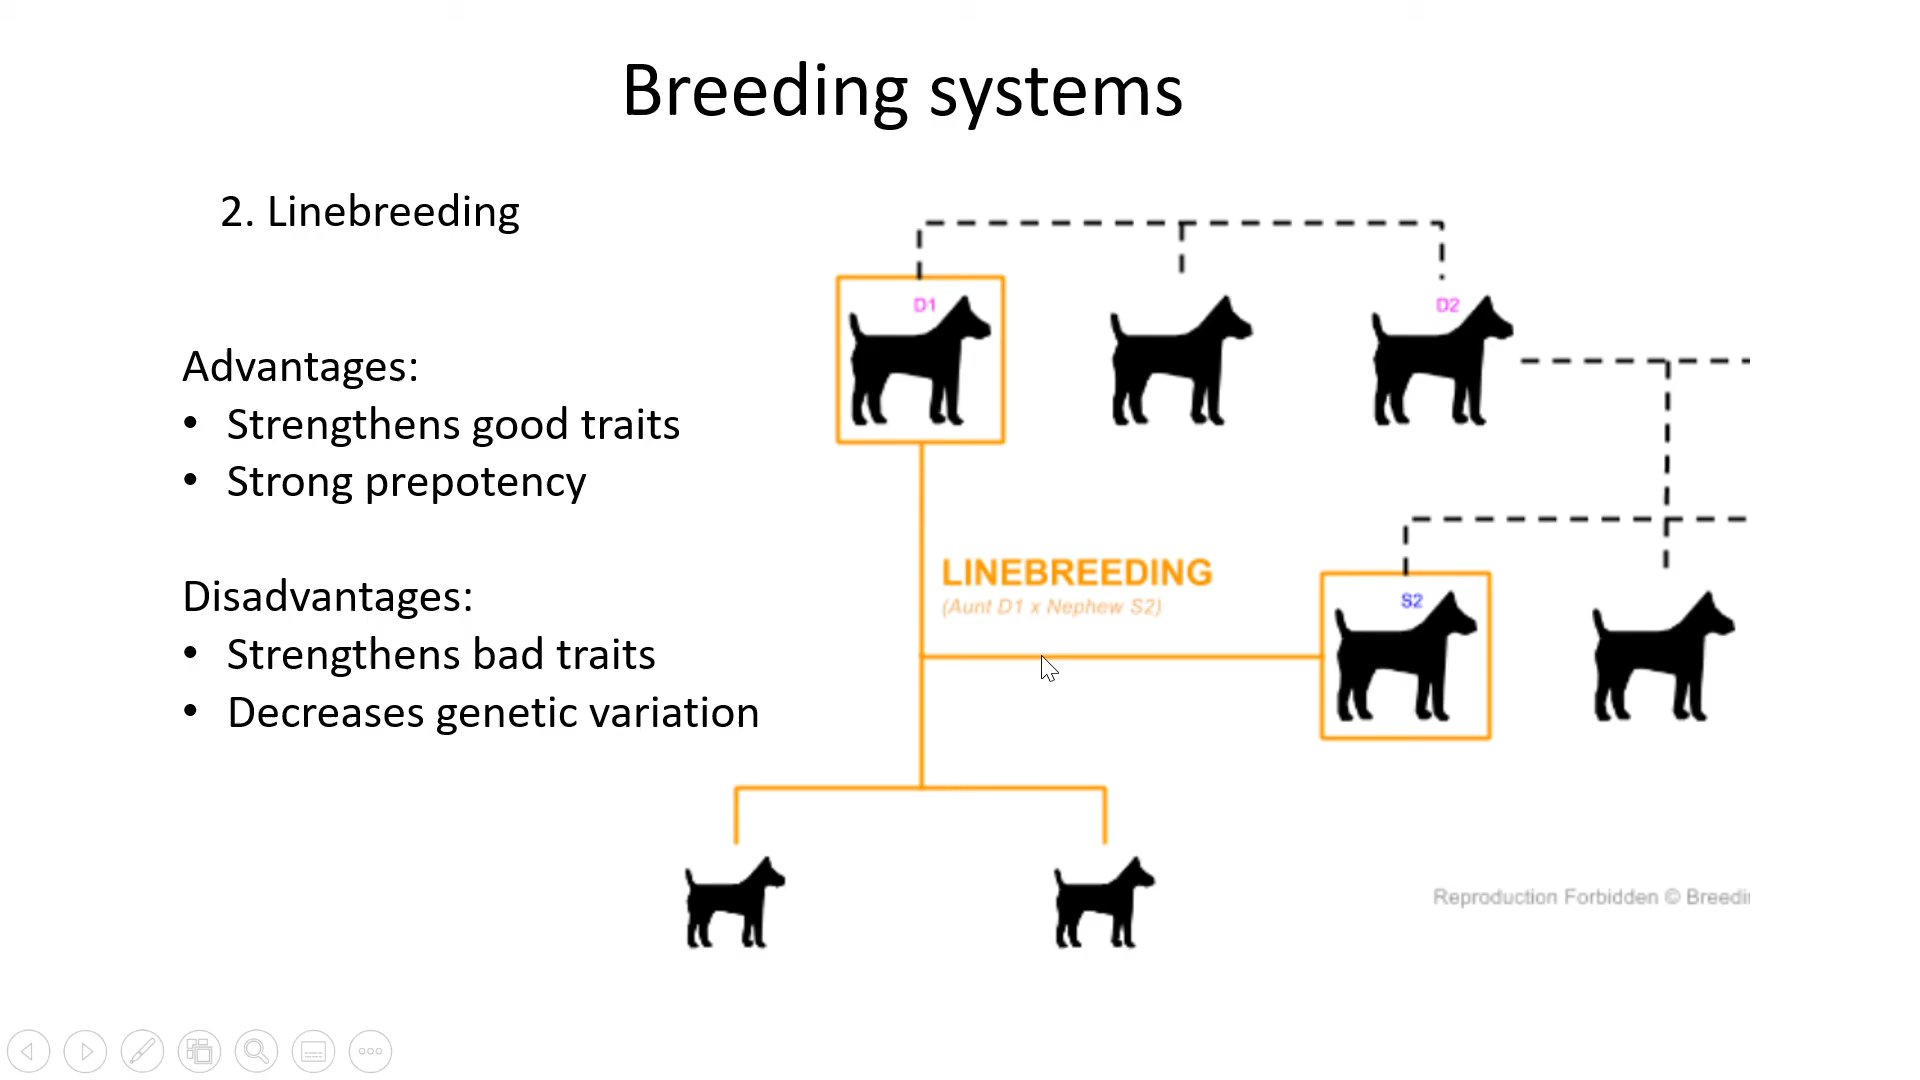 Breeding systems
2. Linebreeding
Advantages:
• Strengthens good traits
• Strong prepotency
Disadvantages:
• Strengthens bad traits
• Decreases genetic variation
D1
D2
LINEBREEDING
(Aunt D1 x Nephew S2)
S2
Reproduction Forbidden ©